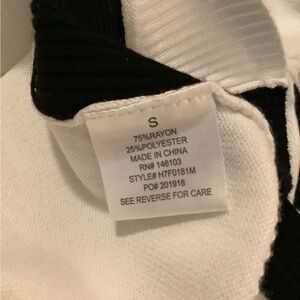 S
75%RAYON
25%POLYESTER
MADE IN CHINA
RN# 146103
STYLE# H7F0181M
PO# 201918
SEE REVERSE FOR CARE